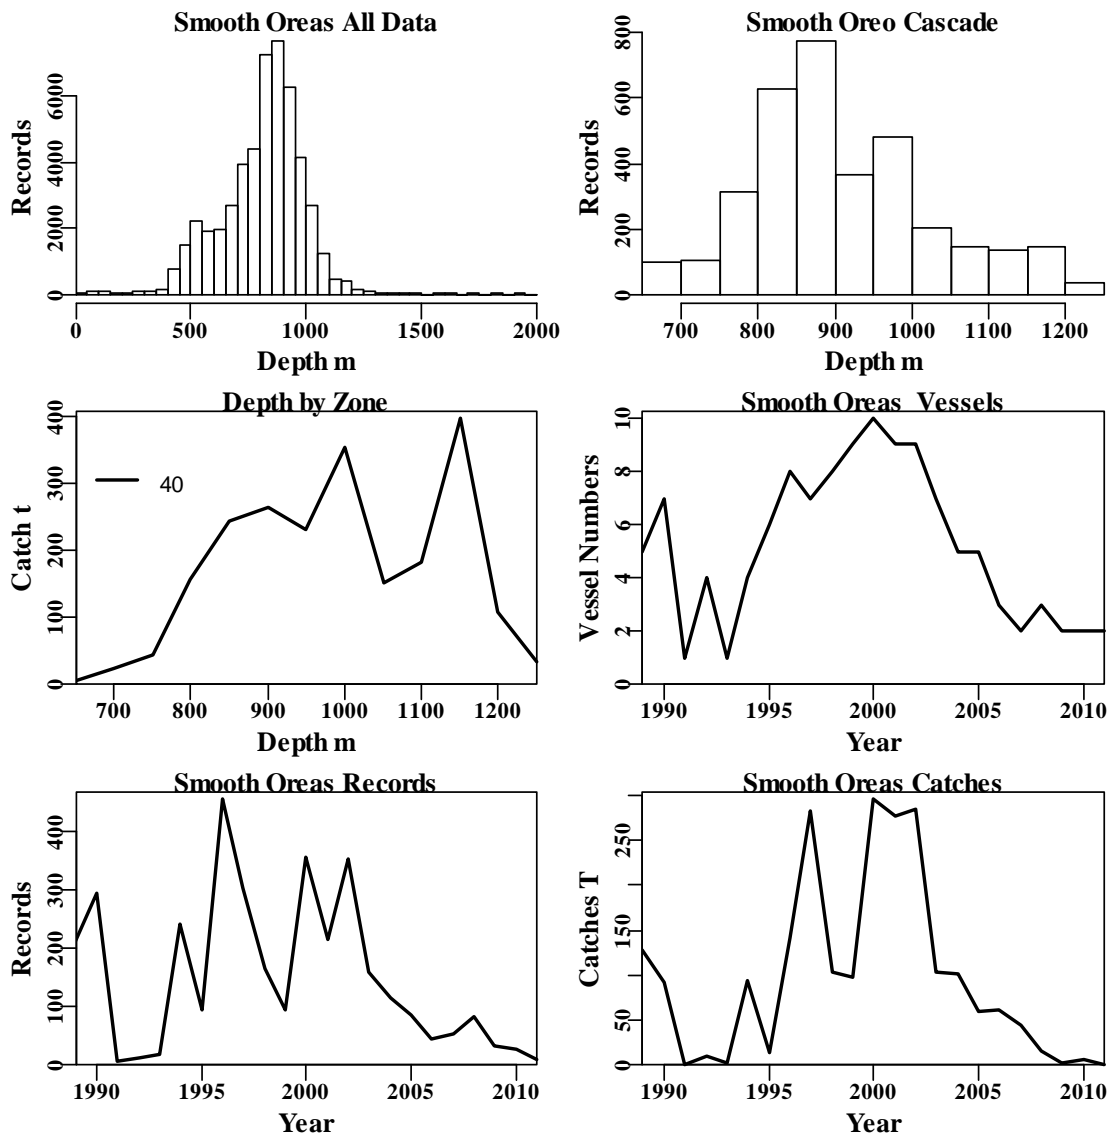 Smooth Oreas All Data
Records
0 2000 4000 6000
0 500 1000 1500 2000
Depth m
Smooth Oreo Cascade
Records
0 200 400 600 800
700 800 900 1000 1100 1200
Depth m
Depth by Zone
Catch t
0 100 200 300 400
40
700 800 900 1000 1100 1200
Depth m
Smooth Oreas Vessels
Vessel Numbers
0 2 4 6 8 10
1990 1995 2000 2005 2010
Year
Smooth Oreas Records
Records
0 100 200 300 400
1990 1995 2000 2005 2010
Year
Smooth Oreas Catches
Catches T
0 50 150 250
1990 1995 2000 2005 2010
Year